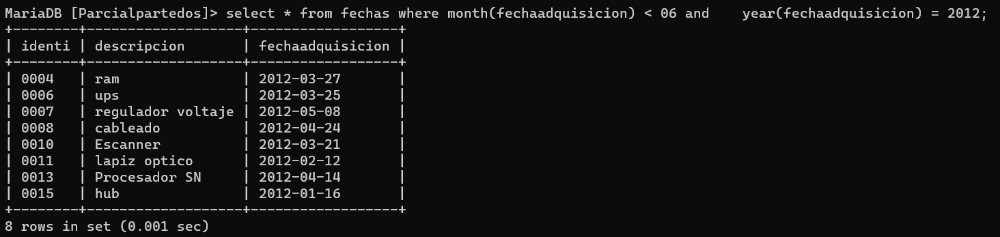 MariaDB [Parcialpartedos]> select * from fechas where month(fechaadquisicion) < 06 and    year(fechaadquisicion) = 2012;
+--------+-------------------+------------------+
| identi | descripcion       | fechaadquisicion |
+--------+-------------------+------------------+
| 0004   | ram               | 2012-03-27       |
| 0006   | ups               | 2012-03-25       |
| 0007   | regulador voltaje | 2012-05-08       |
| 0008   | cableado          | 2012-04-24       |
| 0010   | Escanner          | 2012-03-21       |
| 0011   | lapiz optico      | 2012-02-12       |
| 0013   | Procesador SN     | 2012-04-14       |
| 0015   | hub               | 2012-01-16       |
+--------+-------------------+------------------+
8 rows in set (0.001 sec)